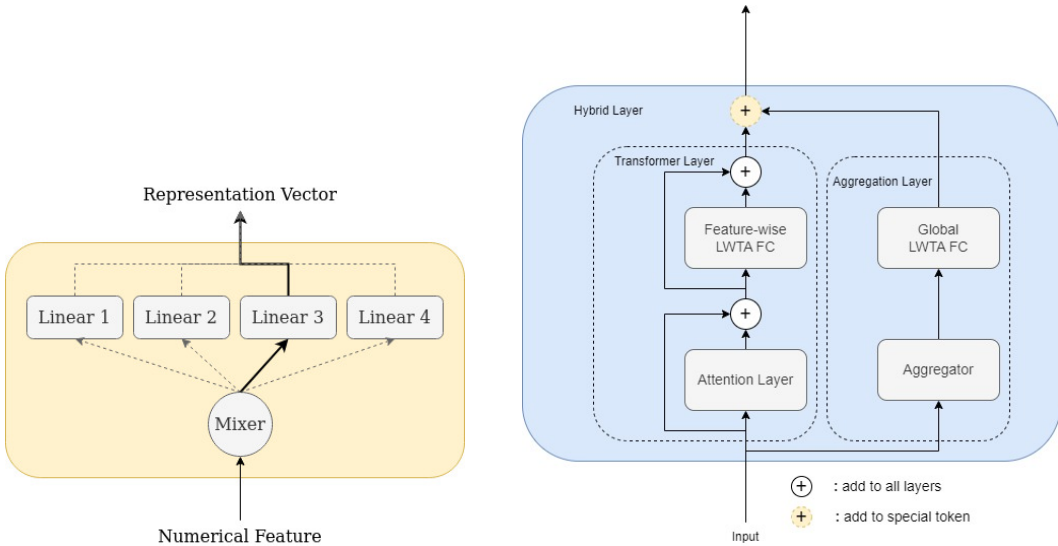 Representation Vector
Linear 1
Linear 2
Linear 3
Linear 4
Mixer
Numerical Feature
Hybrid Layer
+
Transformer Layer
+
Aggregation Layer
Feature-wise
LWTA FC
Global
LWTA FC
+
Attention Layer
Aggregator
+ : add to all layers
+ : add to special token
Input